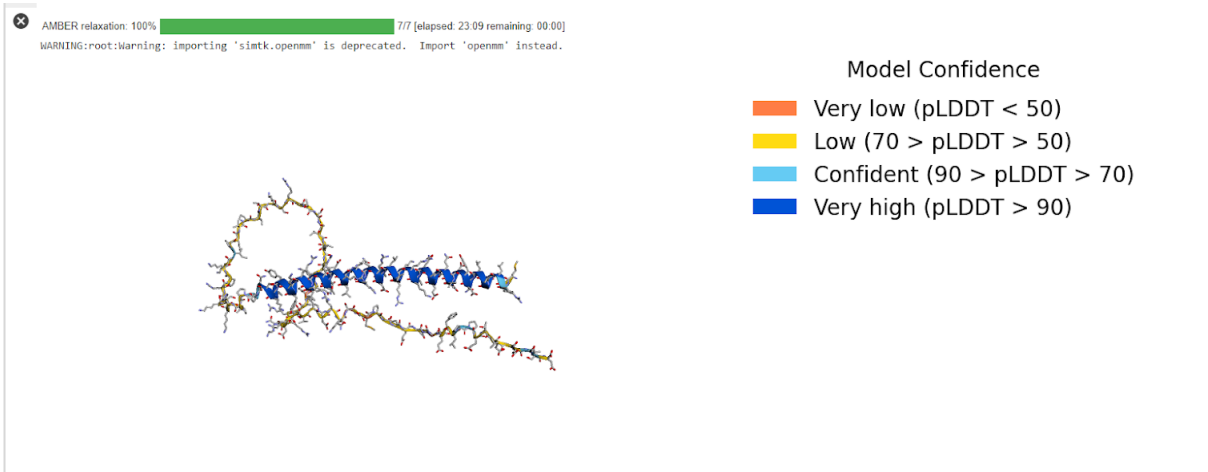 AMBER relaxation: 100% 7/7 [elapsed: 23:09 remaining: 00:00]
WARNING:root:Warning: importing 'simtk.openmm' is deprecated.  Import 'openmm' instead.
Model Confidence
Very low (pLDDT < 50)
Low (70 > pLDDT > 50)
Confident (90 > pLDDT > 70)
Very high (pLDDT > 90)